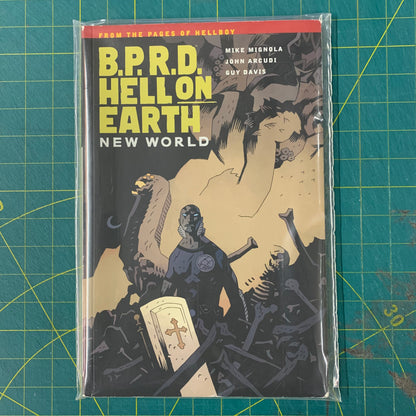 FROM THE PAGES OF HELLBOY
B.P.R.D.
HELL ON
EARTH
NEW WORLD
MIKE MIGNOLA
JOHN ARCUDI
GUY DAVIS